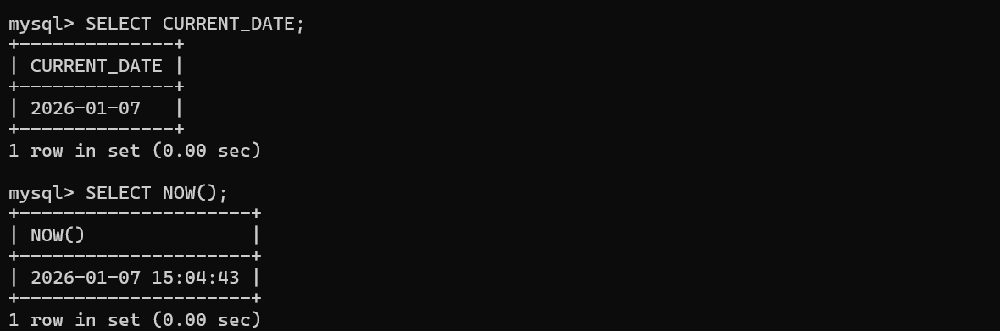 mysql> SELECT CURRENT_DATE;
+--------------+
| CURRENT_DATE |
+--------------+
| 2026-01-07   |
+--------------+
1 row in set (0.00 sec)

mysql> SELECT NOW();
+---------------------+
| NOW()               |
+---------------------+
| 2026-01-07 15:04:43 |
+---------------------+
1 row in set (0.00 sec)